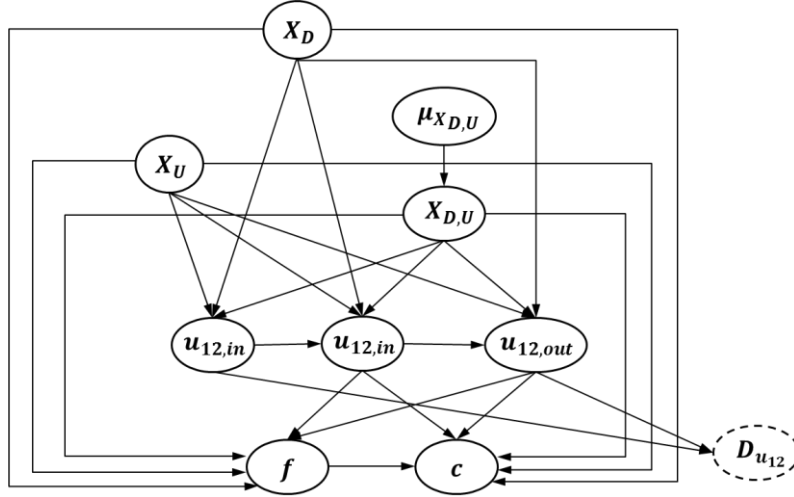 X_D
μ_{X_{D,U}}
X_U
X_{D,U}
u_{12,in} u_{12,in} u_{12,out}
f c D_{u_{12}}